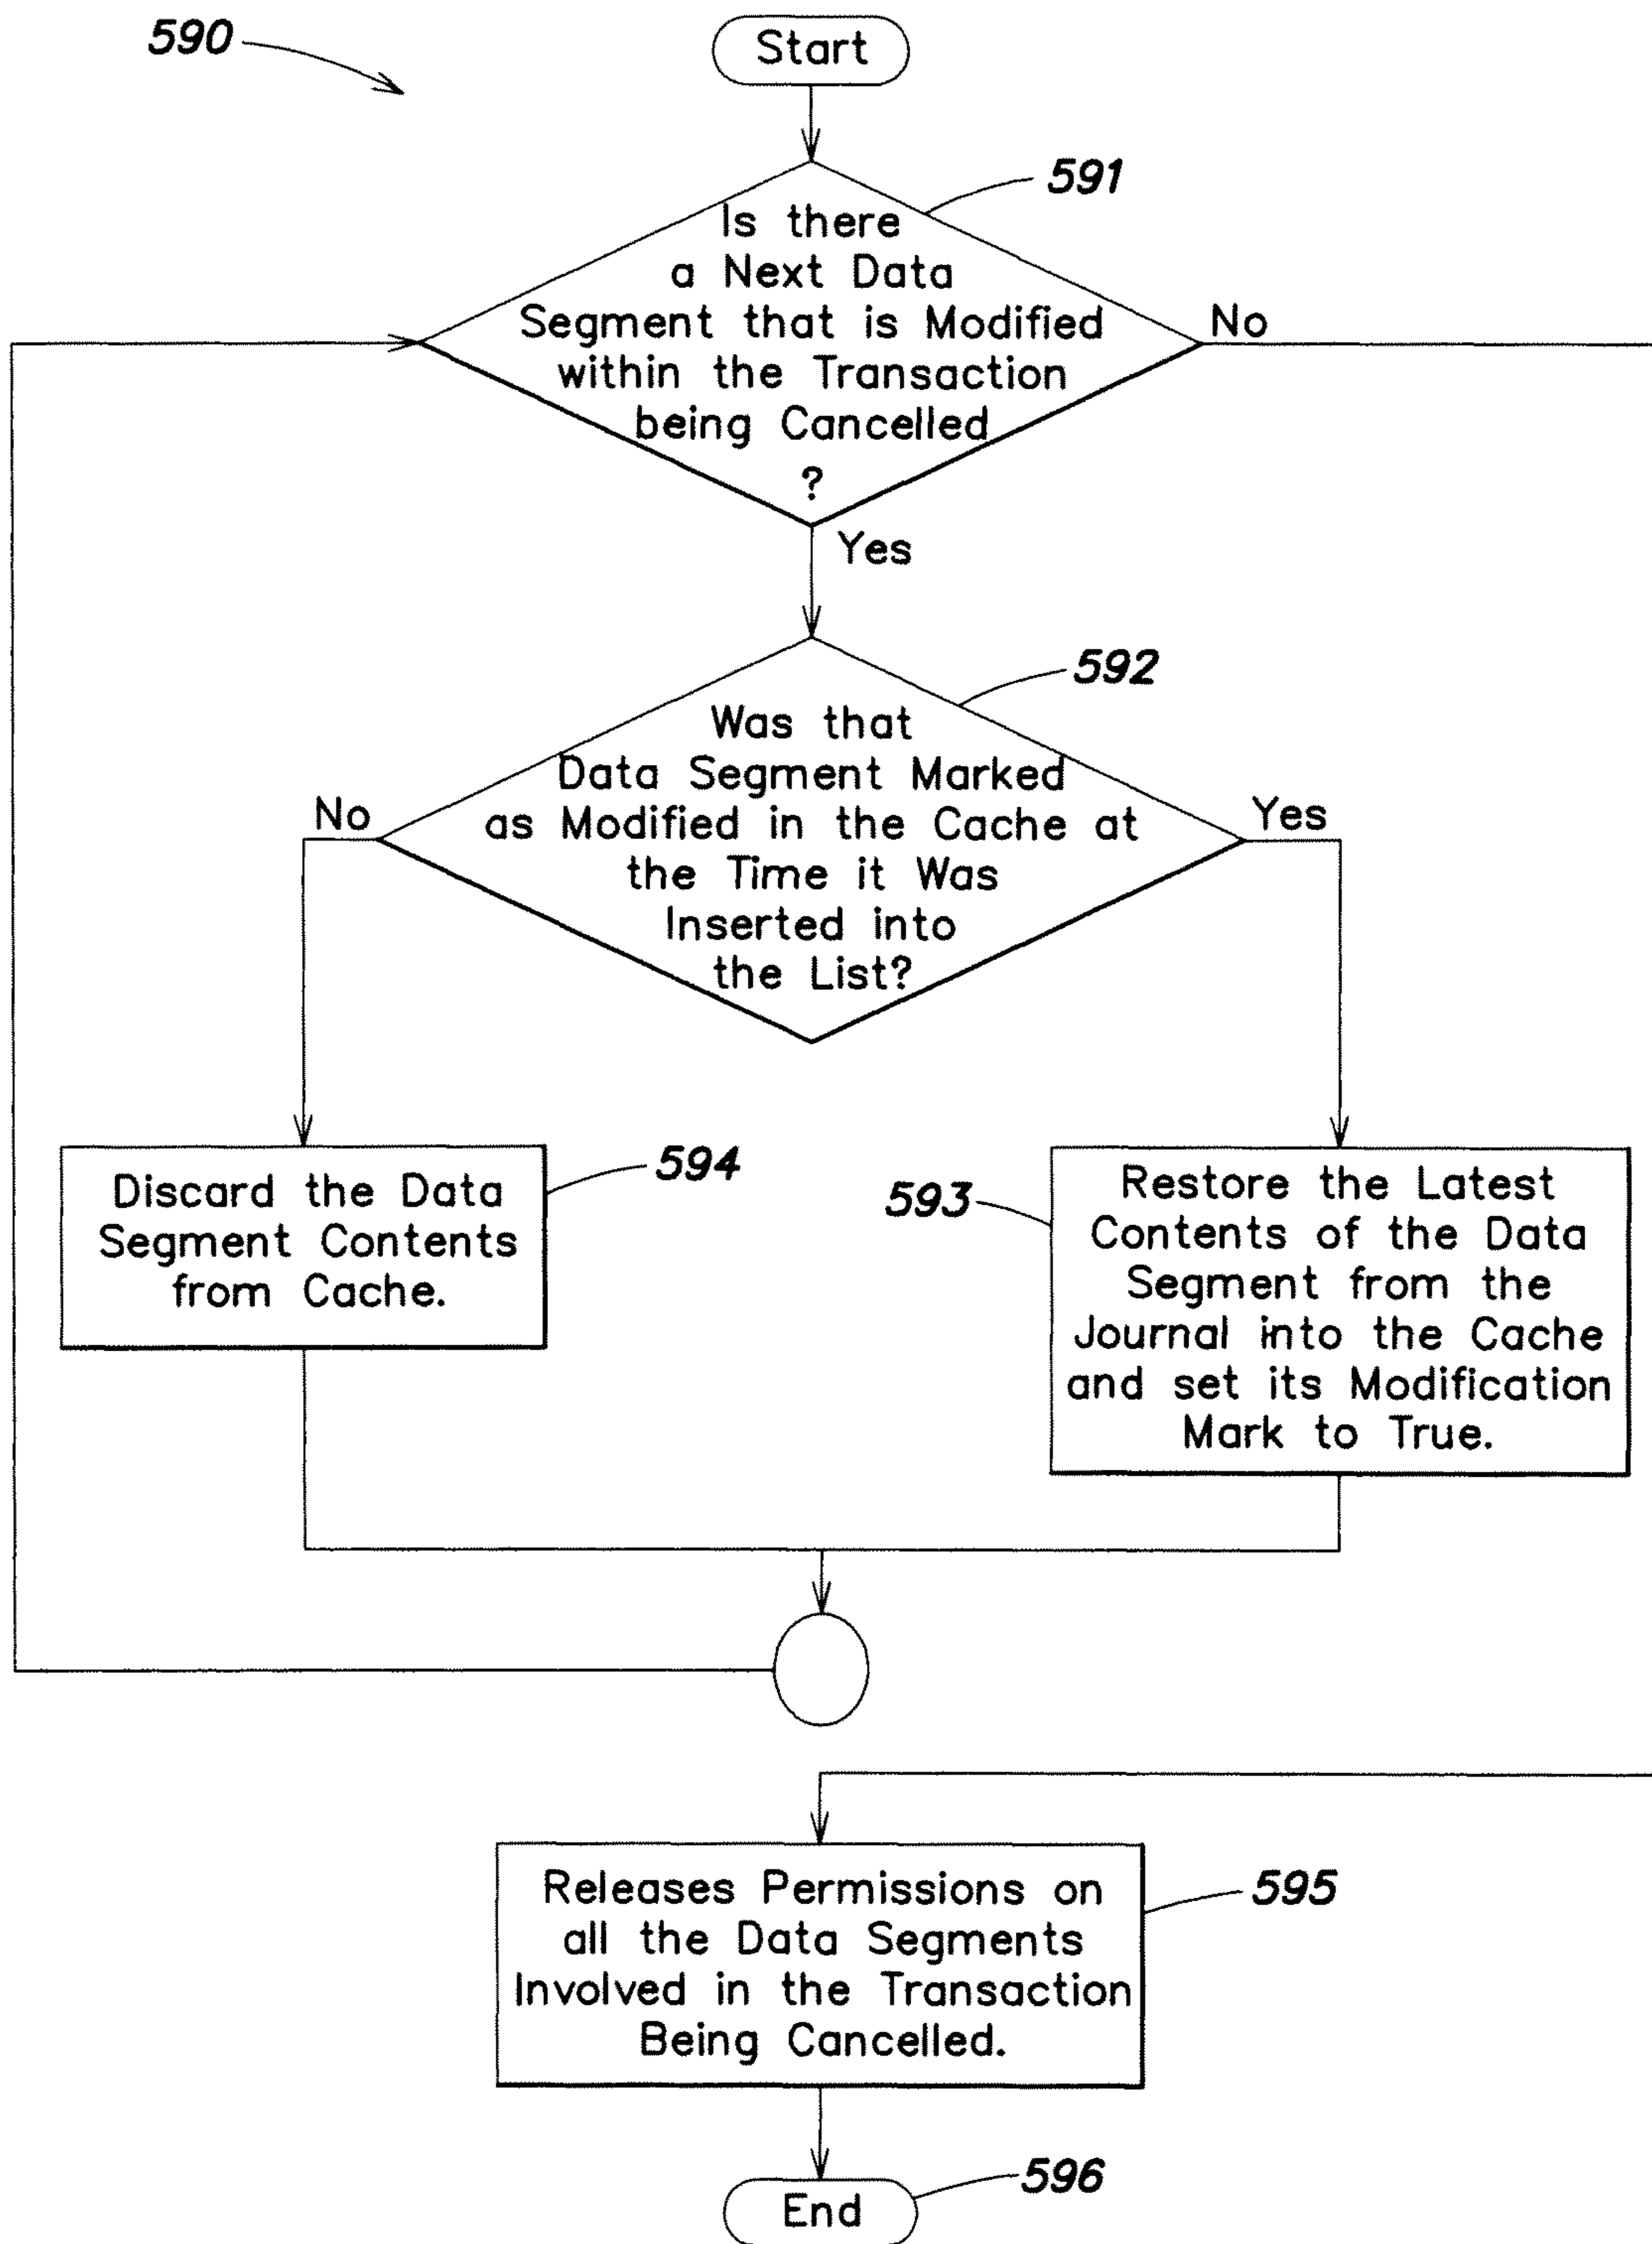 590
Start
591
Is there
a Next Data
Segment that is Modified
within the Transaction
being Cancelled
?
No
Yes
592
Was that
Data Segment Marked
as Modified in the Cache at
the Time it Was
Inserted into
the List?
No
Yes
594
Discard the Data
Segment Contents
from Cache.
593
Restore the Latest
Contents of the Data
Segment from the
Journal into the Cache
and set its Modification
Mark to True.
595
Releases Permissions on
all the Data Segments
Involved in the Transaction
Being Cancelled.
596
End